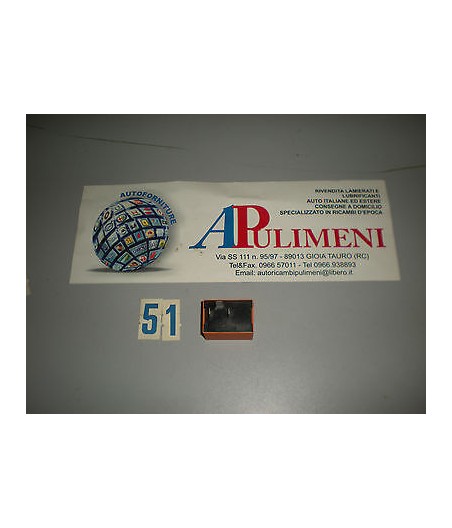 AUTOFORNITURE
RIVENDITA LAMIERATI E
LUBRIFICANTI
AUTO ITALIANE ED ESTERE
CONSEGNE A DOMICILIO
SPECIALIZZATO IN RICAMBI D'EPOCA
APULIMENI
Via SS 111 n. 95/97 - 89013 GIOIA TAURO (RC)
Tel&Fax. 0966 57011 - Tel 0966.938893
Email: autoricambipulimeni@libero.it
51